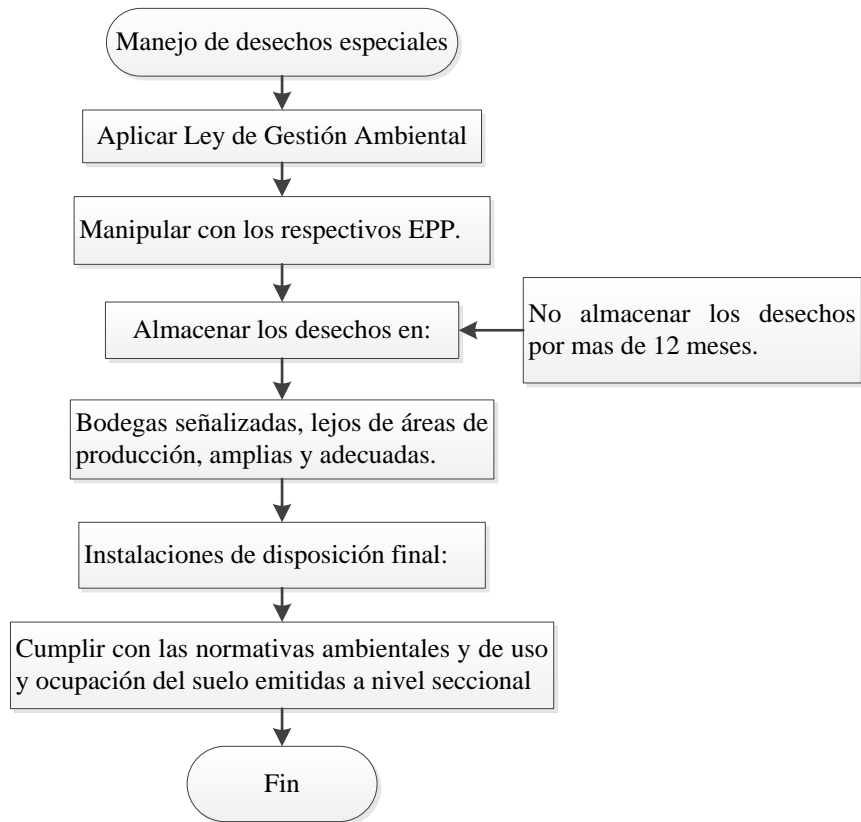 Manejo de desechos especiales
Aplicar Ley de Gestión Ambiental
Manipular con los respectivos EPP.
Almacenar los desechos en:
No almacenar los desechos
por mas de 12 meses.
Bodegas señalizadas, lejos de áreas de
producción, amplias y adecuadas.
Instalaciones de disposición final:
Cumplir con las normativas ambientales y de uso
y ocupación del suelo emitidas a nivel seccional
Fin